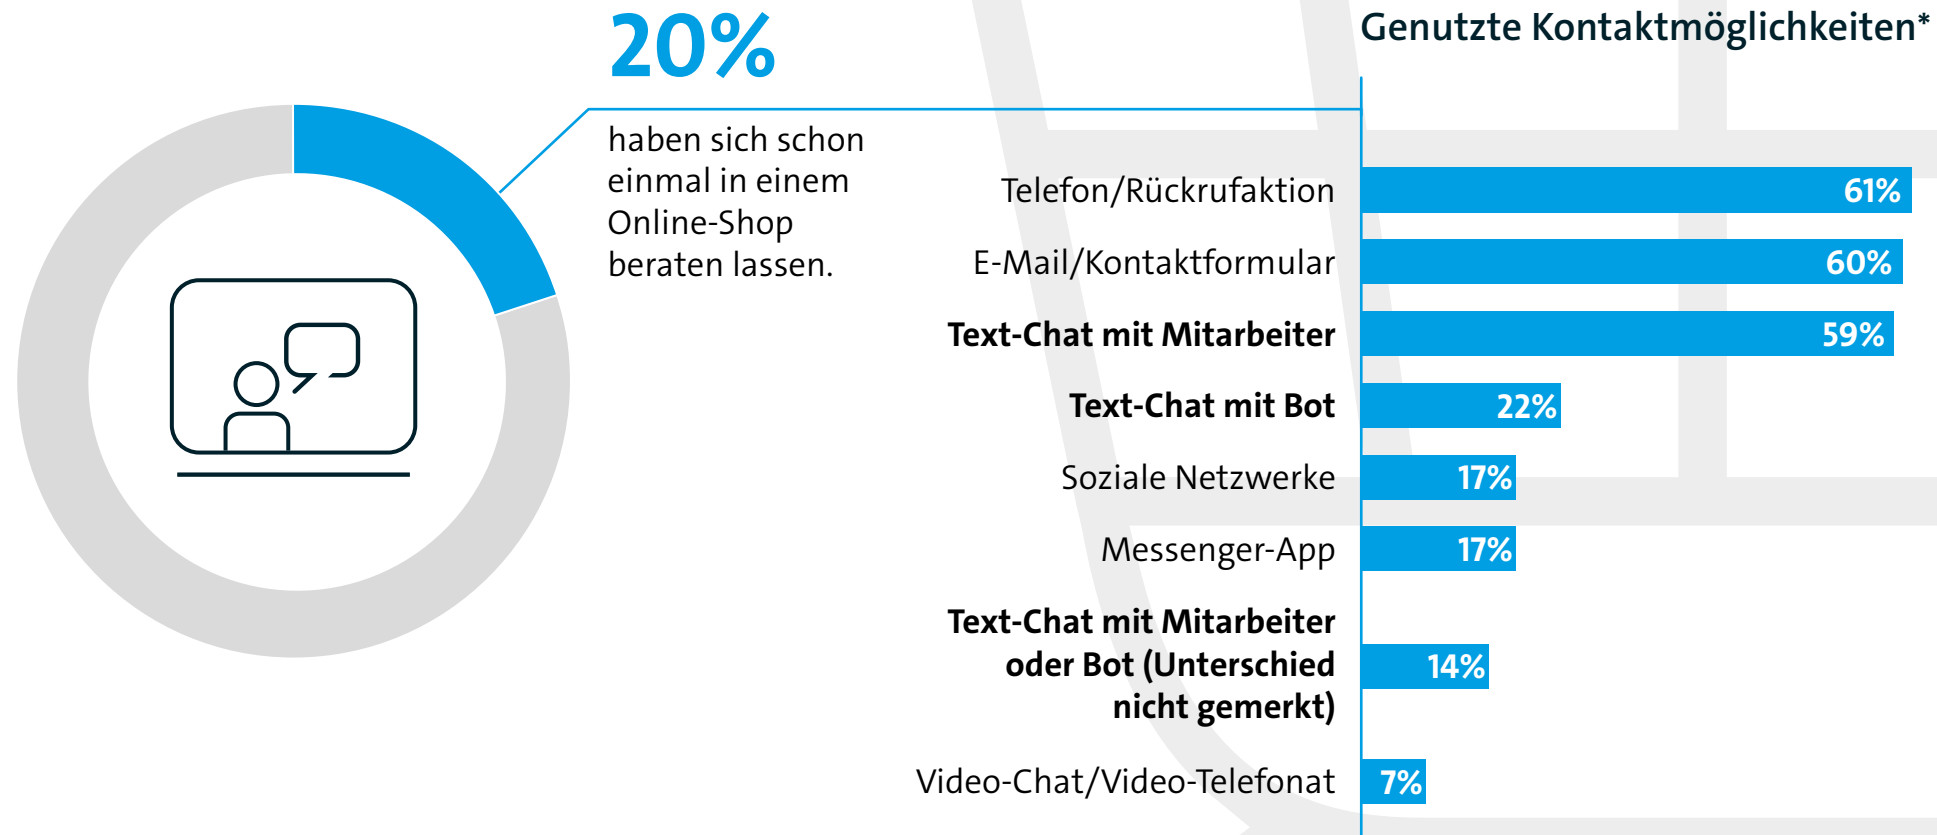 20%
haben sich schon
einmal in einem
Online-Shop
beraten lassen.
Genutzte Kontaktmöglichkeiten*
Telefon/Rückrufaktion 61%
E-Mail/Kontaktformular 60%
Text-Chat mit Mitarbeiter 59%
Text-Chat mit Bot 22%
Soziale Netzwerke 17%
Messenger-App 17%
Text-Chat mit Mitarbeiter
oder Bot (Unterschied 14%
nicht gemerkt)
Video-Chat/Video-Telefonat 7%